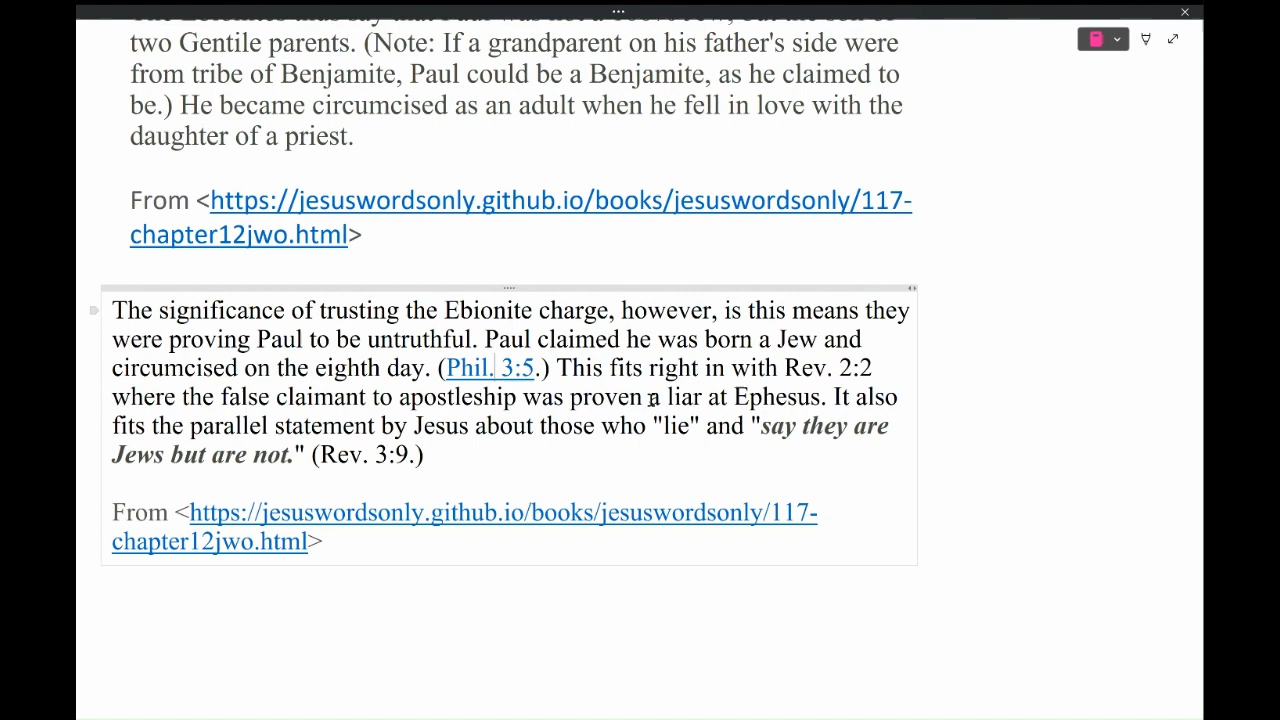 two Gentile parents. (Note: If a grandparent on his father's side were
from tribe of Benjamite, Paul could be a Benjamite, as he claimed to
be.) He became circumcised as an adult when he fell in love with the
daughter of a priest.
From <https://jesuswordsonly.github.io/books/jesuswordsonly/117-
chapter12jwo.html>
The significance of trusting the Ebionite charge, however, is this means they
were proving Paul to be untruthful. Paul claimed he was born a Jew and
circumcised on the eighth day. (Phil. 3:5.) This fits right in with Rev. 2:2
where the false claimant to apostleship was proven a liar at Ephesus. It also
fits the parallel statement by Jesus about those who "lie" and "say they are
Jews but are not." (Rev. 3:9.)
From <https://jesuswordsonly.github.io/books/jesuswordsonly/117-
chapter12jwo.html>